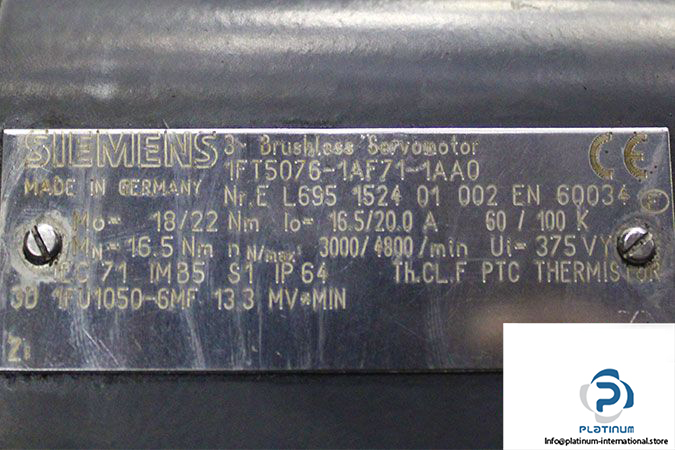 SIEMENS 3~ Brushless Servomotor
1FT5076-1AF71-1AA0 CE
MADE IN GERMANY Nr.E L695 1524 01 002 EN 60034
Mo= 18/22 Nm Io= 16.5/20.0 A 60 / 100 K
MN= 16.5 Nm nN/max 3000/4800/min Ui= 375 VY
71 IMB5 S1 IP 64 Th.CL.F PTC THERMISTOR
1FU1050-6MF 13.3 MV*MIN
PLATINUM
Info@platinum-international.store